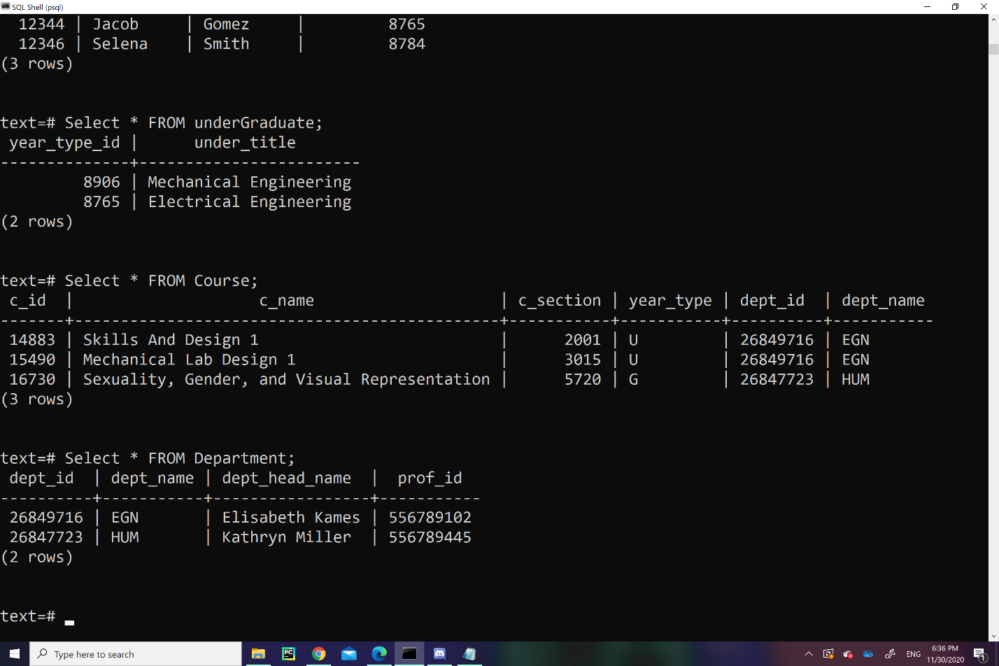 SQL Shell (psql)
12344 | Jacob | Gomez | 8765
12346 | Selena | Smith | 8784
(3 rows)
text=# Select * FROM underGraduate;
year_type_id | under_title
--------------+------------------------
8906 | Mechanical Engineering
8765 | Electrical Engineering
(2 rows)
text=# Select * FROM Course;
c_id | c_name | c_section | year_type | dept_id | dept_name
-------+----------------------------------------------+-----------+-----------+----------+-----------
14883 | Skills And Design 1 | 2001 | U | 26849716 | EGN
15490 | Mechanical Lab Design 1 | 3015 | U | 26849716 | EGN
16730 | Sexuality, Gender, and Visual Representation | 5720 | G | 26847723 | HUM
(3 rows)
text=# Select * FROM Department;
dept_id | dept_name | dept_head_name | prof_id
----------+-----------+-----------------+-----------
26849716 | EGN | Elisabeth Kames | 556789102
26847723 | HUM | Kathryn Miller | 556789445
(2 rows)
text=#
Type here to search
PC
ENG
6:36 PM
11/30/2020
1